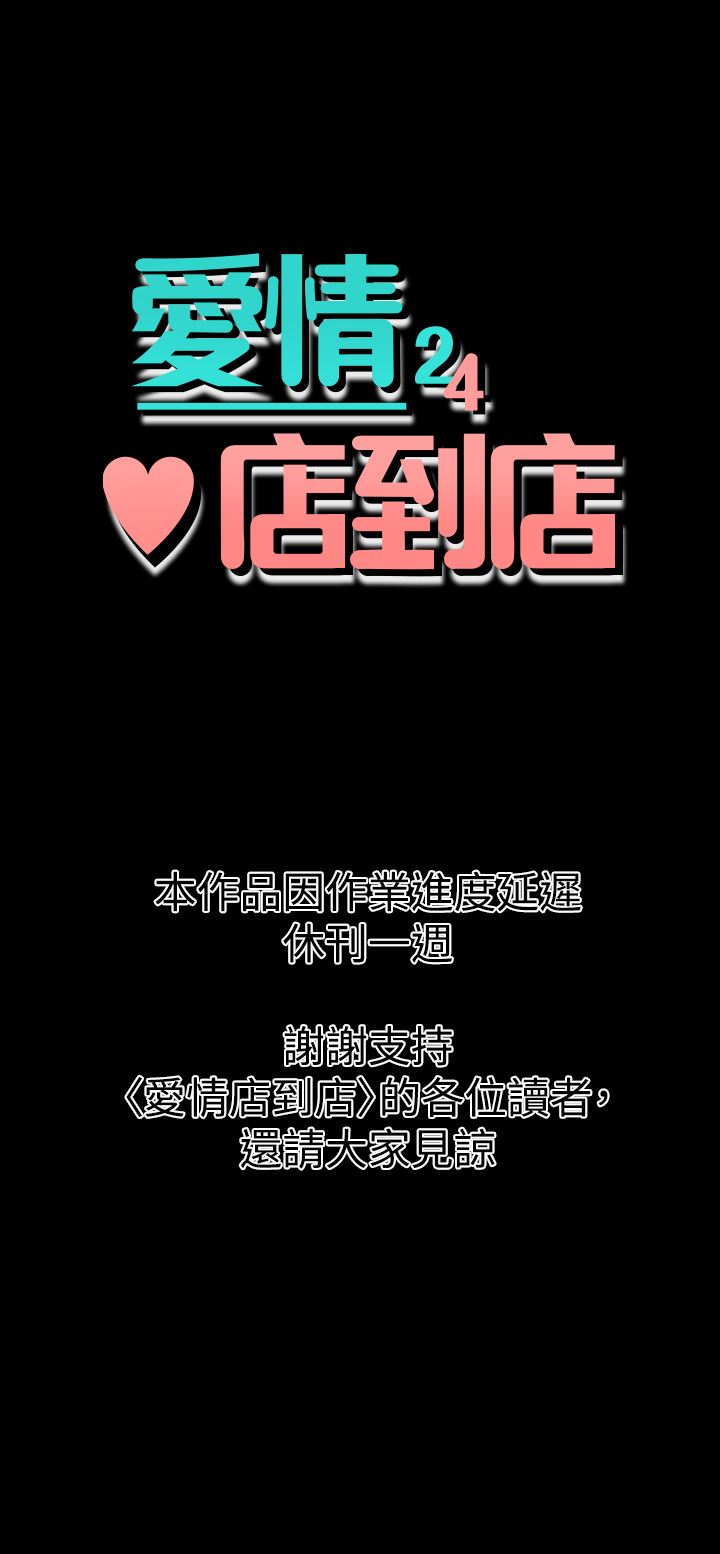 愛情24
♥店到店
本作品因作業進度延遲
休刊一週
謝謝支持
〈愛情店到店〉的各位讀者，
還請大家見諒